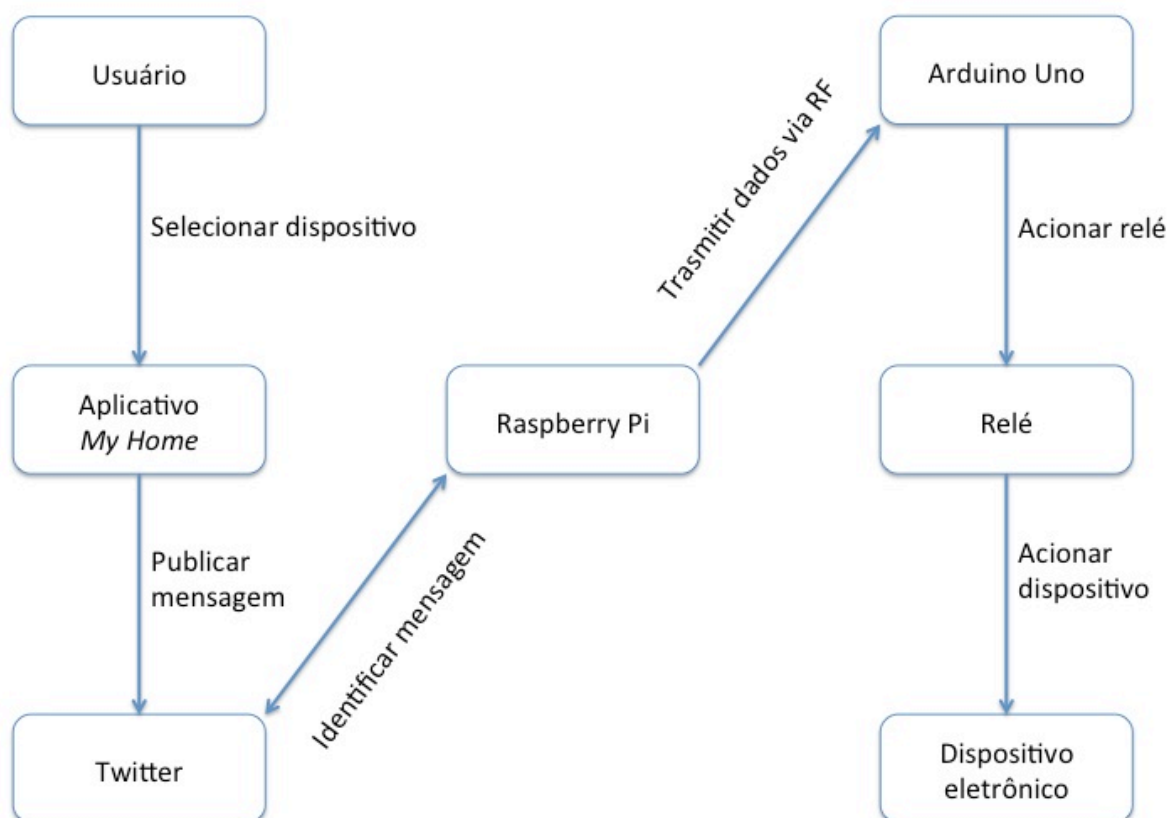 Usuário
Selecionar dispositivo
Aplicativo
My Home
Publicar
mensagem
Twitter
Identificar mensagem
Raspberry Pi
Trasmitir dados via RF
Arduino Uno
Acionar relé
Relé
Acionar
dispositivo
Dispositivo
eletrônico